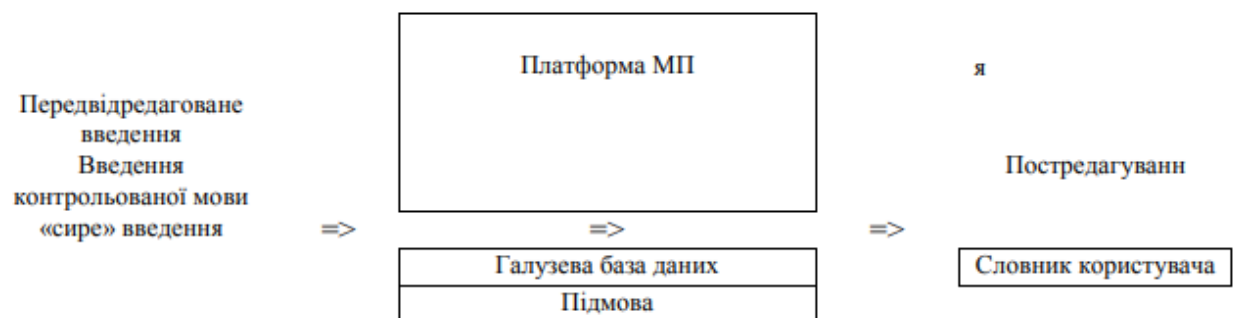 Платформа МП
я
Передвідредаговане
введення
Введення
контрольованої мови
«сире» введення
Постредагуванн
=>
=>
=>
Галузева база даних
Словник користувача
Підмова